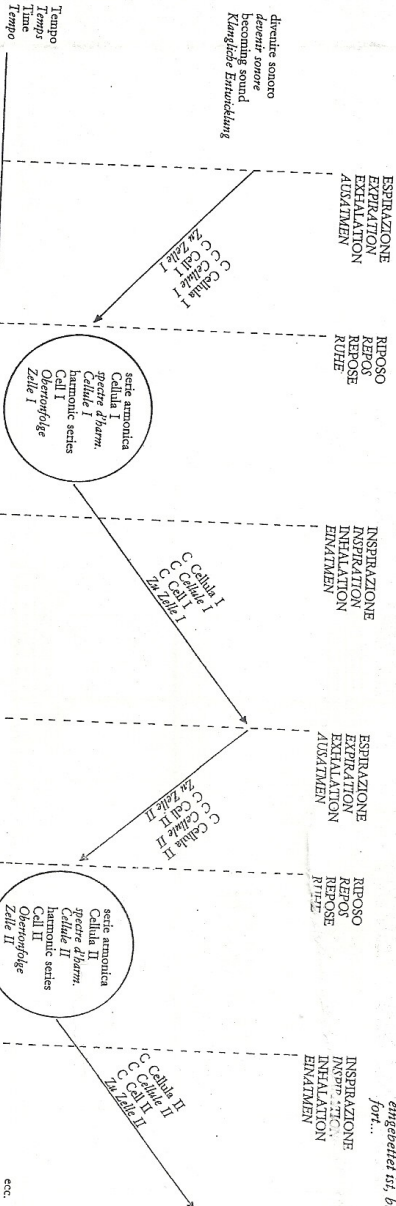 eingebettet ist, b
fort...
ESPIRAZIONE
EXPIRATION
EXHALATION
AUSATMEN
RIPOSO
REPOS
REPOSE
RUHE
INSPIRAZIONE
INSPIRATION
INHALATION
EINATMEN
ESPIRAZIONE
EXPIRATION
EXHALATION
AUSATMEN
RIPOSO
REPOS
REPOSE
RUHE
INSPIRAZIONE
INHALATION
EINATMEN
divenire sonoro
devenir sonore
becoming sound
Klangliche Entwicklung
C Cellula I
C Cellule I
C Cell I
Zu Zelle I
serie armonica
Cellula I
spectre d'harm.
Cellule I
harmonic series
Cell I
Obertonfolge
Zelle I
C Cellula I
C Cellule I
C Cell I
Zu Zelle I
C Cellula II
C Cellule II
C Cell II
Zu Zelle II
serie armonica
Cellula II
spectre d'harm.
Cellule II
harmonic series
Cell II
Obertonfolge
Zelle II
C Cellula II
C Cellule II
C Cell II
Zu Zelle II
Tempo
Temps
Time
Tempo
ecc.